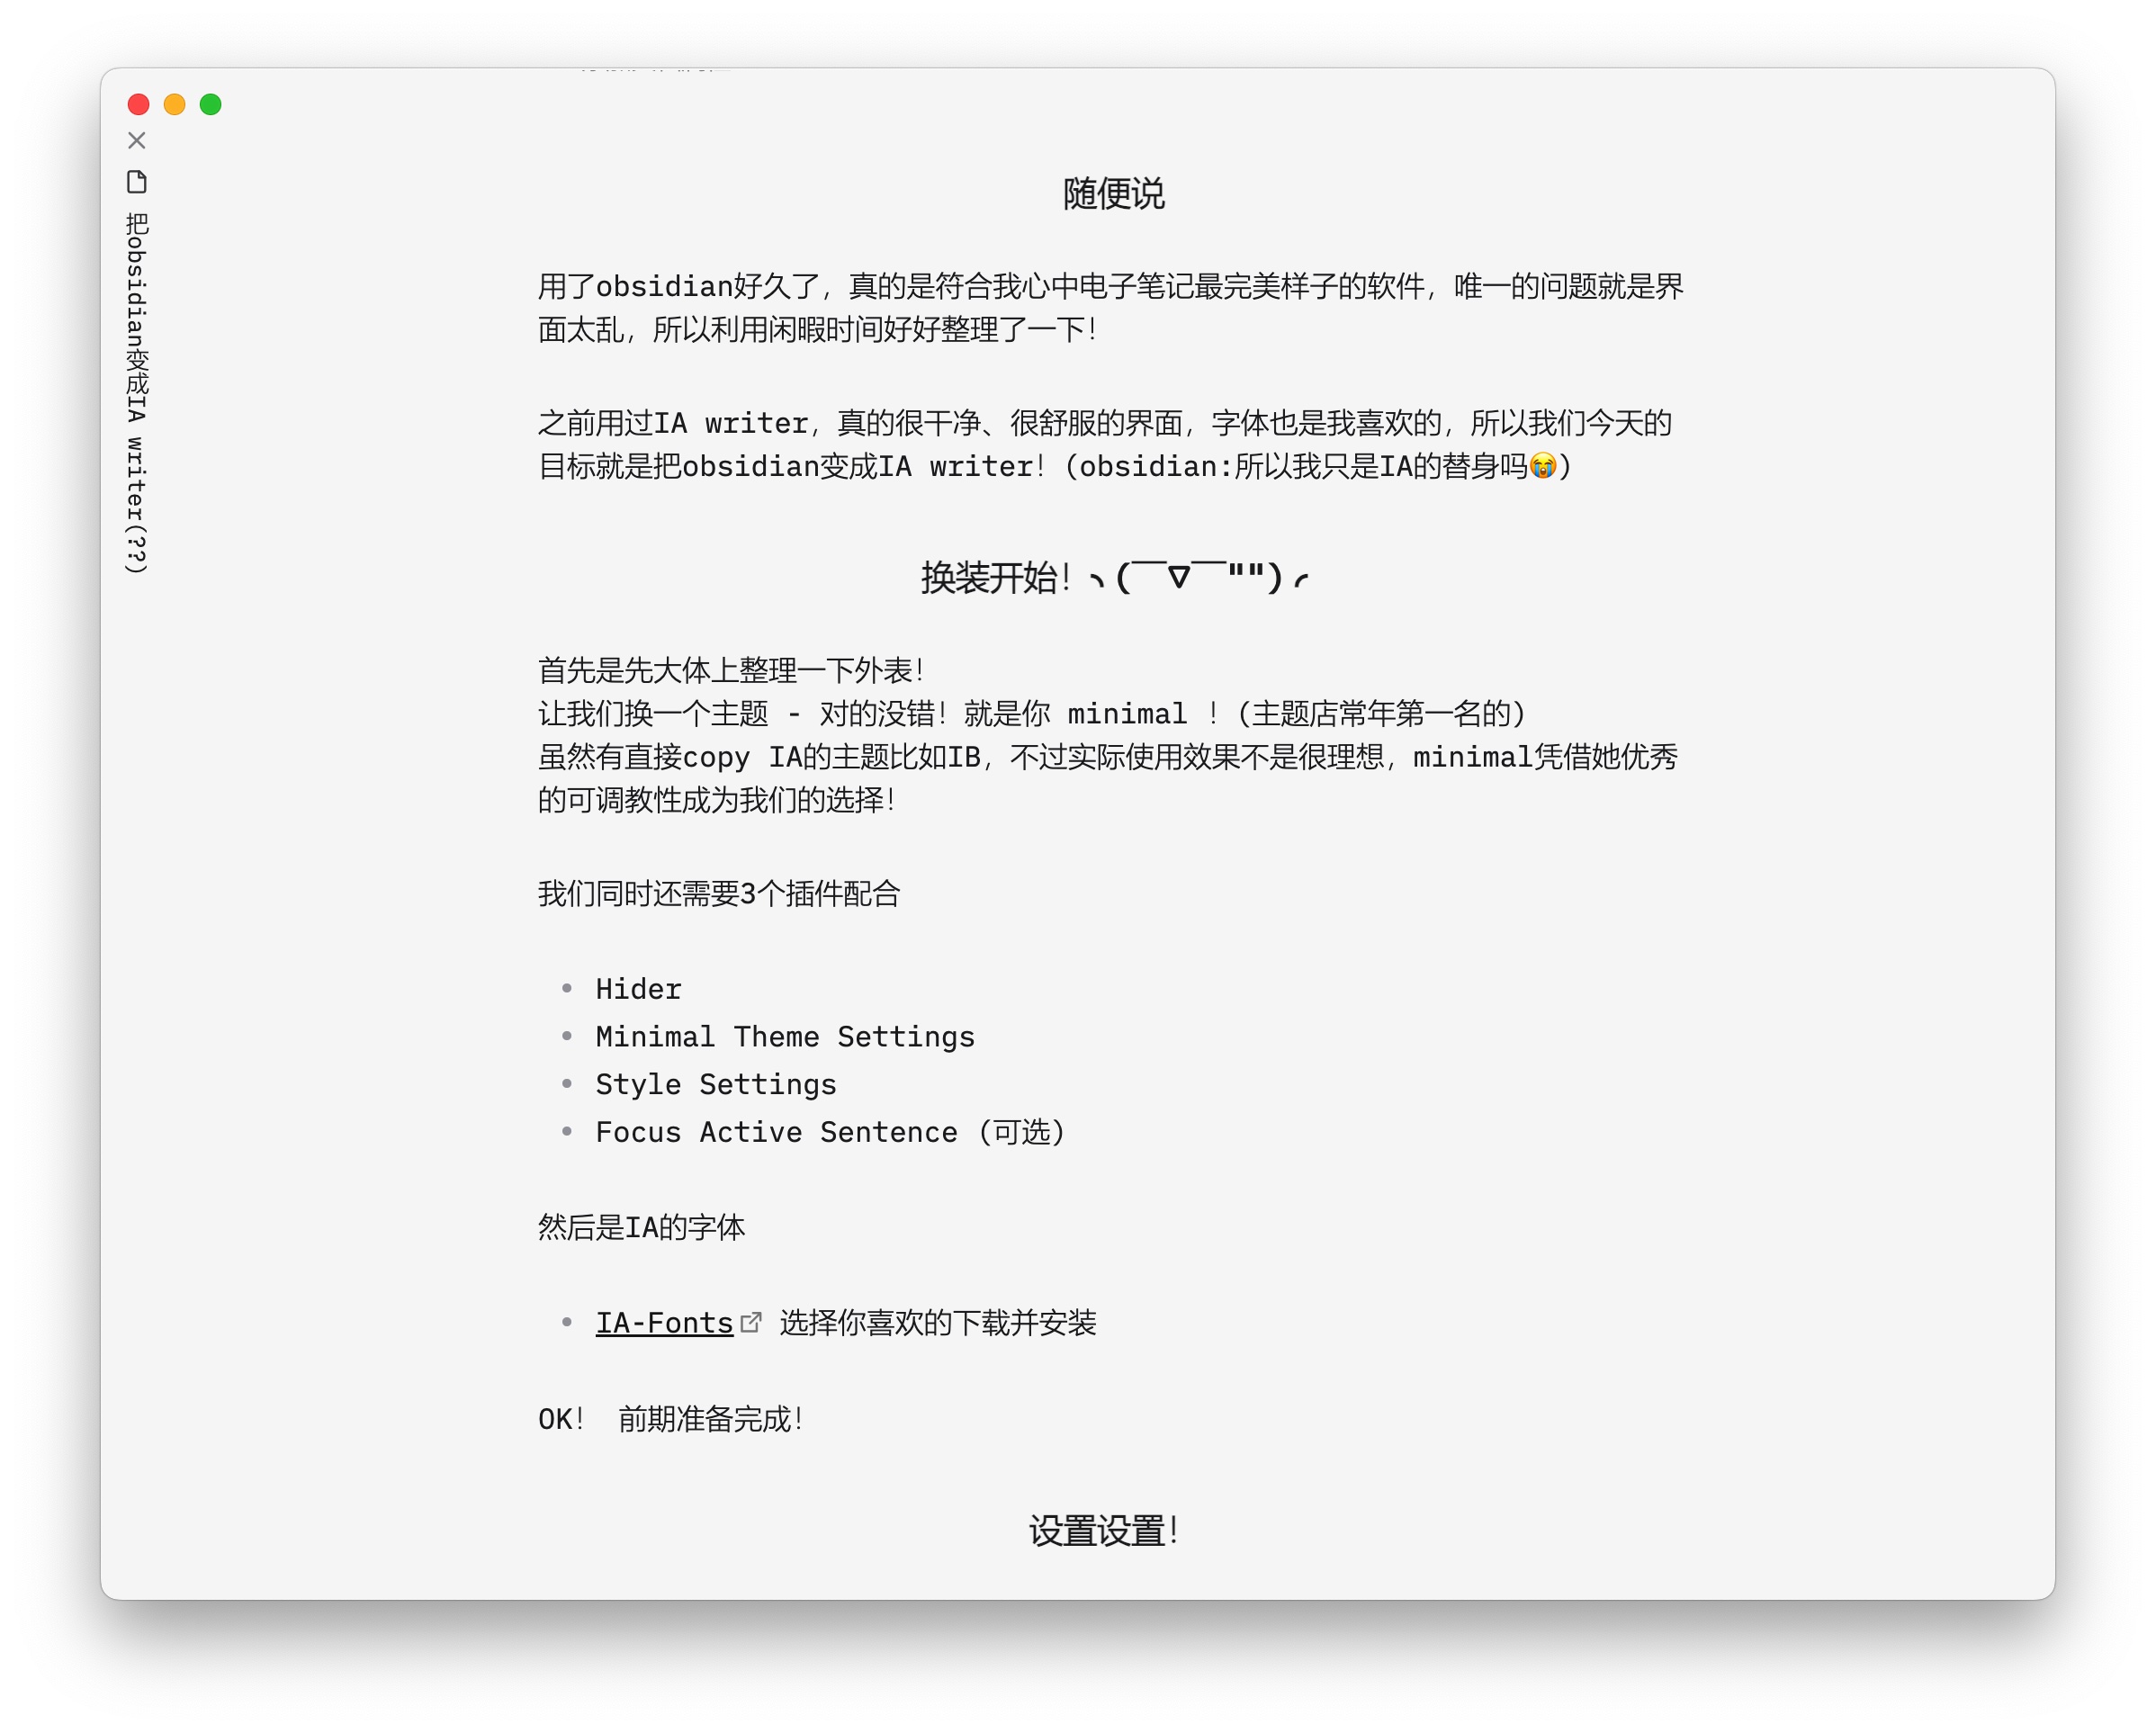 把obsidian变成IA writer(??)
随便说
用了obsidian好久了，真的是符合我心中电子笔记最完美样子的软件，唯一的问题就是界
面太乱，所以利用闲暇时间好好整理了一下！
之前用过IA writer，真的很干净、很舒服的界面，字体也是我喜欢的，所以我们今天的
目标就是把obsidian变成IA writer！(obsidian:所以我只是IA的替身吗😭)
换装开始！ヽ(￣∇￣"")ノ
首先是先大体上整理一下外表！
让我们换一个主题 - 对的没错！就是你 minimal ！(主题店常年第一名的)
虽然有直接copy IA的主题比如IB，不过实际使用效果不是很理想，minimal凭借她优秀
的可调教性成为我们的选择！
我们同时还需要3个插件配合
• Hider
• Minimal Theme Settings
• Style Settings
• Focus Active Sentence (可选)
然后是IA的字体
• IA-Fonts 选择你喜欢的下载并安装
OK！ 前期准备完成！
设置设置！